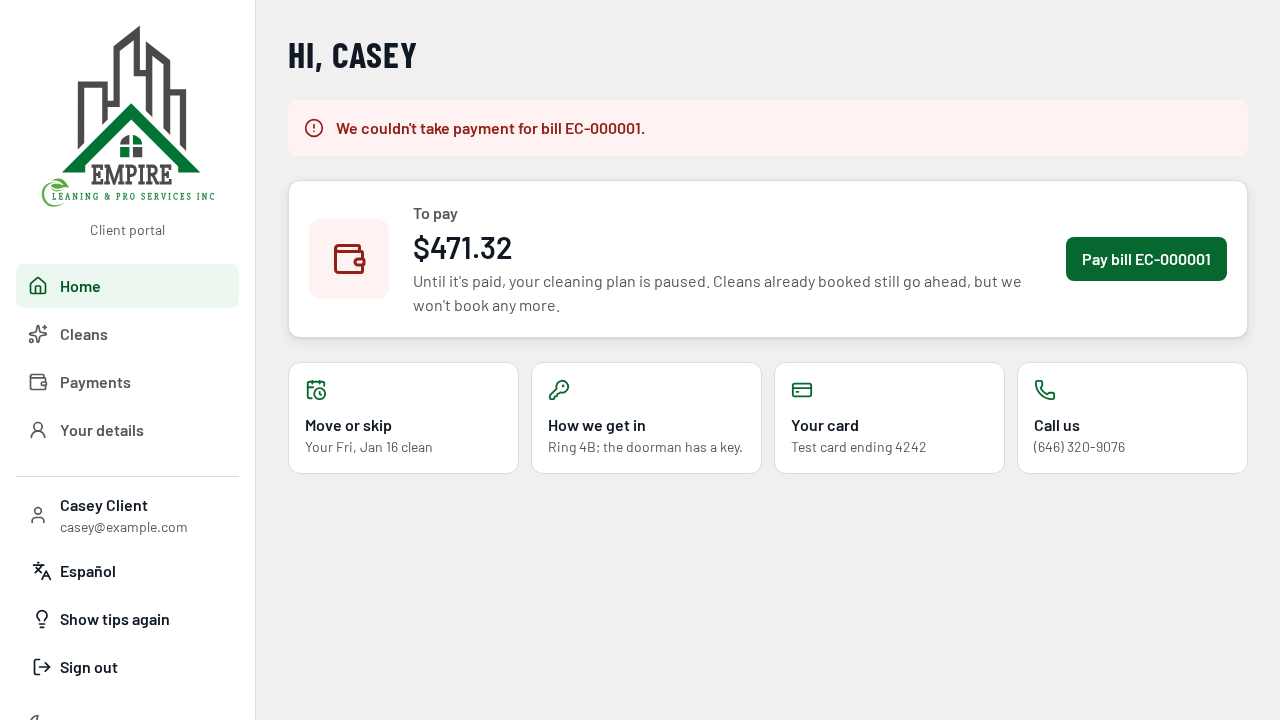 EMPIRE
LEANING & PRO SERVICES INC
Client portal
Home
Cleans
Payments
Your details
Casey Client
casey@example.com
Español
Show tips again
Sign out
HI, CASEY
We couldn't take payment for bill EC-000001.
To pay
$471.32
Until it's paid, your cleaning plan is paused. Cleans already booked still go ahead, but we
won't book any more.
Pay bill EC-000001
Move or skip
Your Fri, Jan 16 clean
How we get in
Ring 4B; the doorman has a key.
Your card
Test card ending 4242
Call us
(646) 320-9076